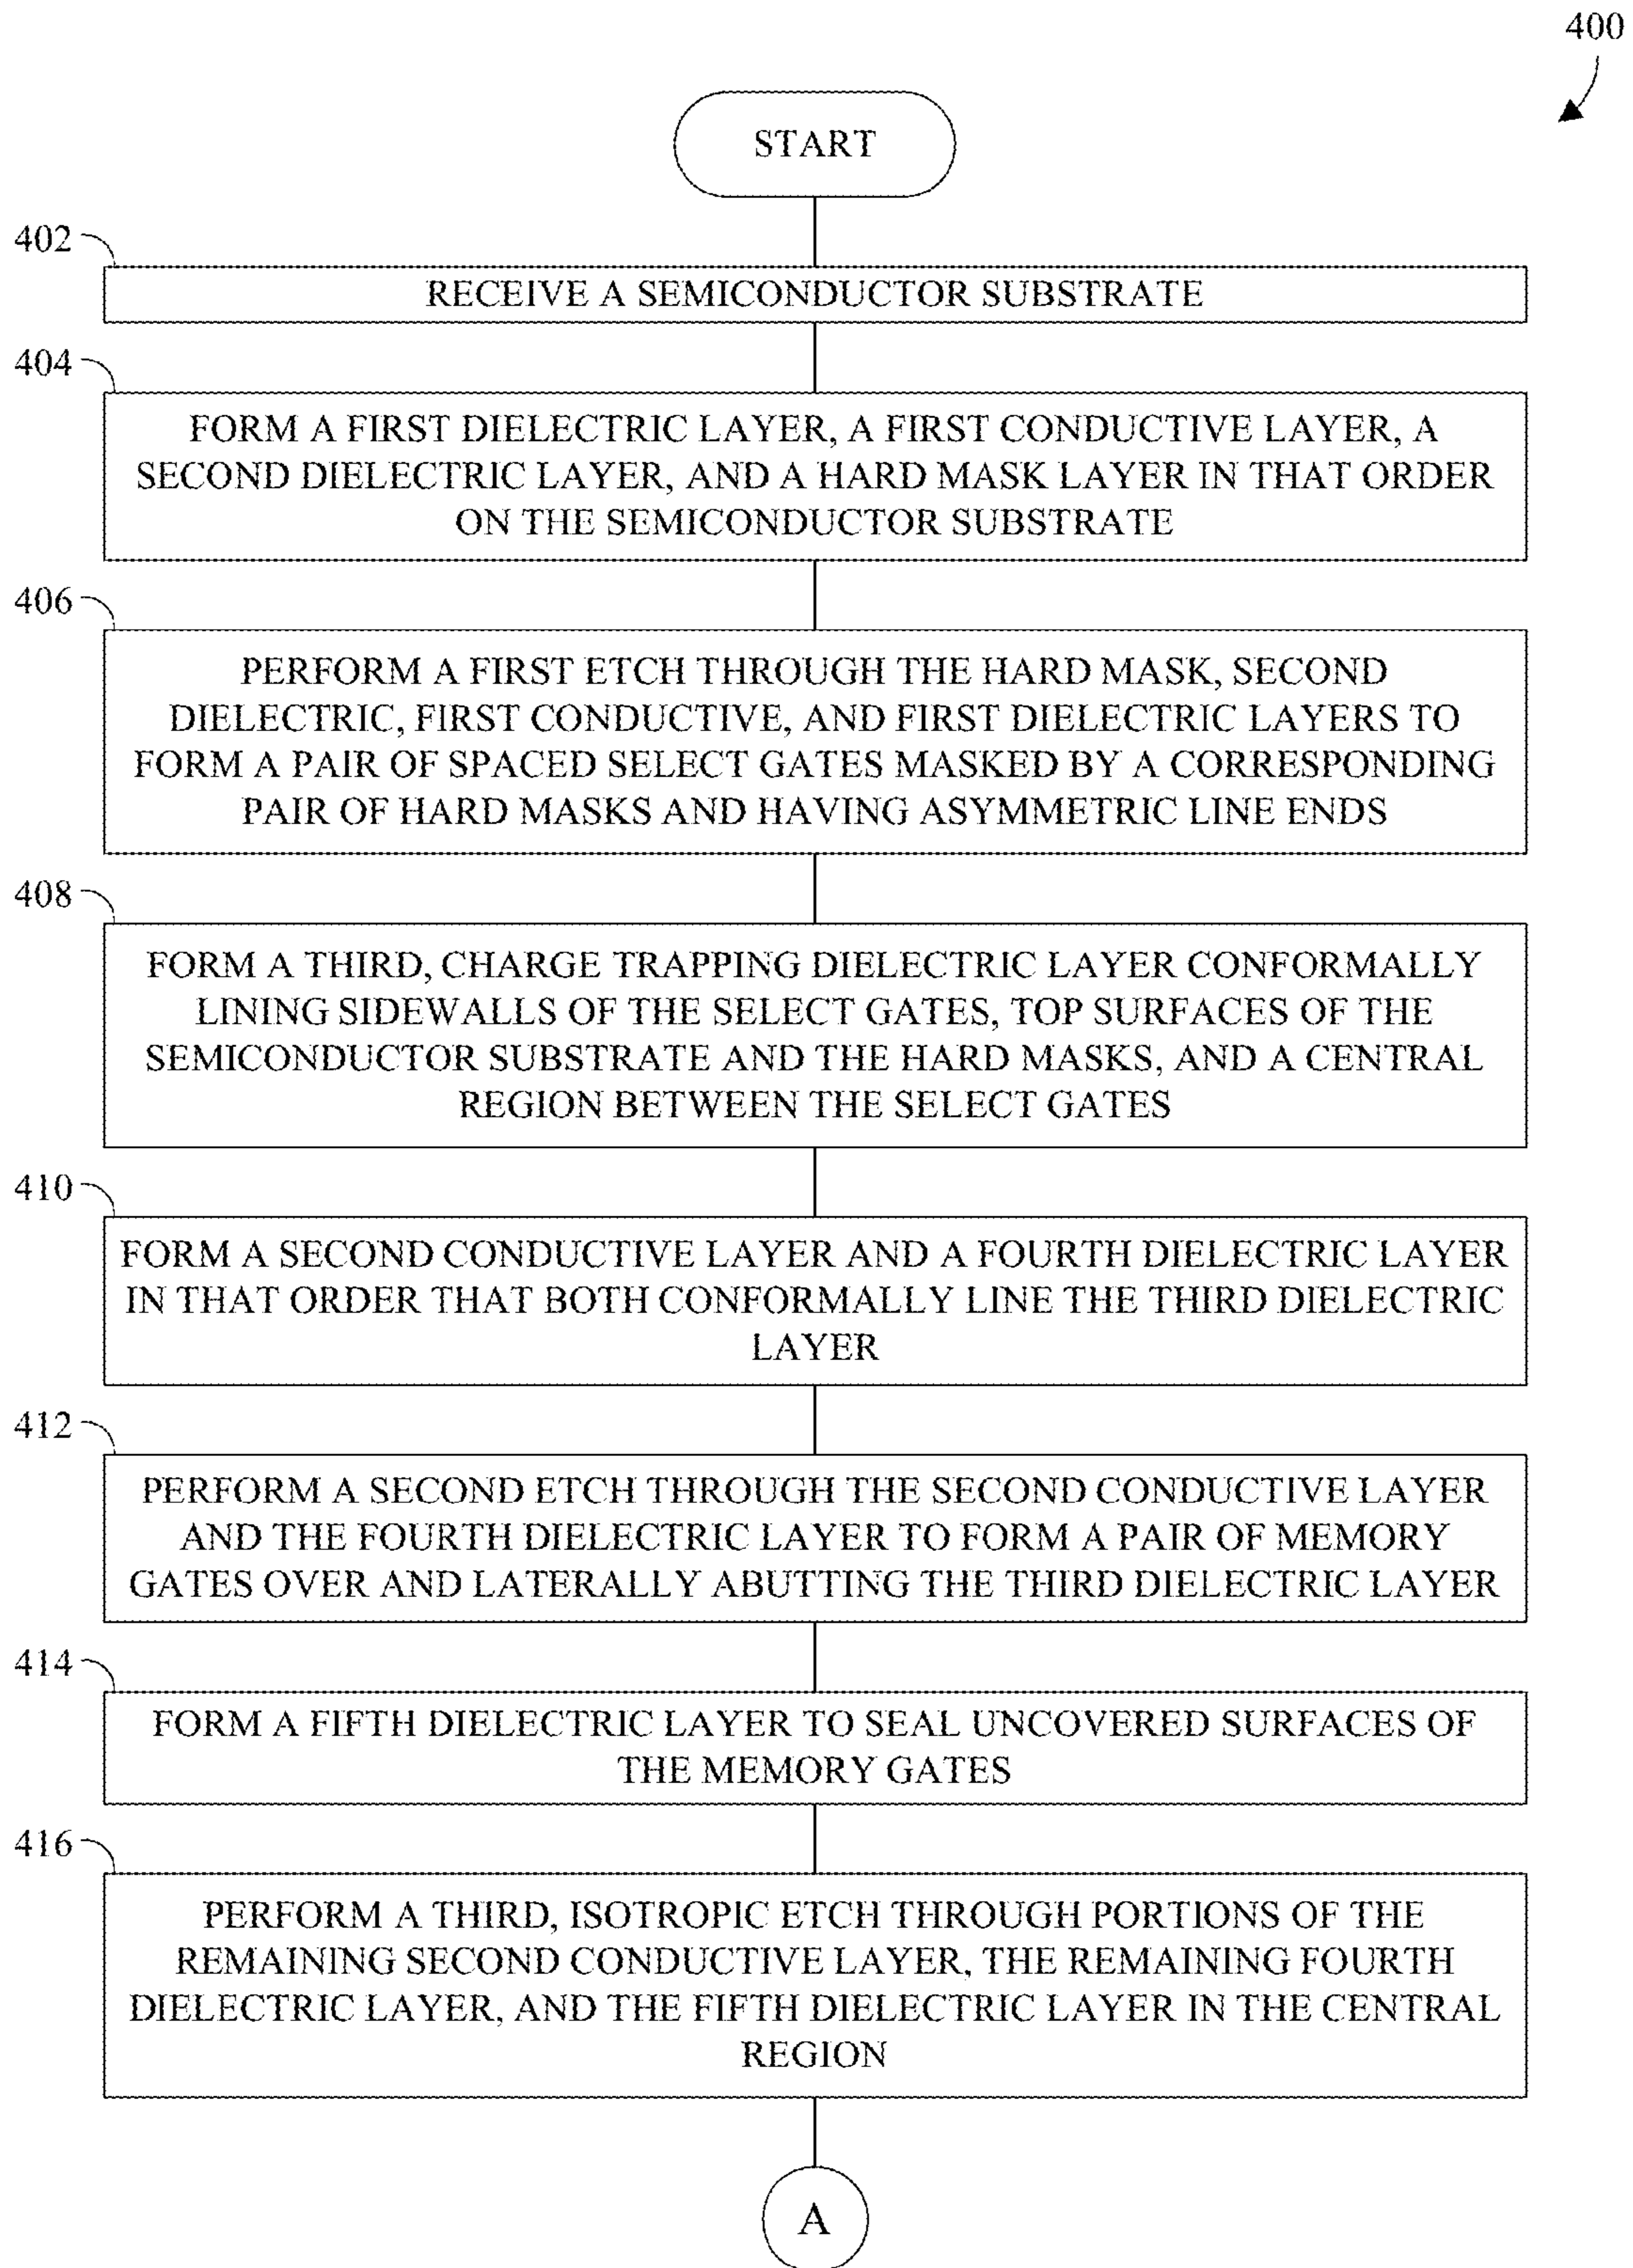 400
START
402
RECEIVE A SEMICONDUCTOR SUBSTRATE
404
FORM A FIRST DIELECTRIC LAYER, A FIRST CONDUCTIVE LAYER, A
SECOND DIELECTRIC LAYER, AND A HARD MASK LAYER IN THAT ORDER
ON THE SEMICONDUCTOR SUBSTRATE
406
PERFORM A FIRST ETCH THROUGH THE HARD MASK, SECOND
DIELECTRIC, FIRST CONDUCTIVE, AND FIRST DIELECTRIC LAYERS TO
FORM A PAIR OF SPACED SELECT GATES MASKED BY A CORRESPONDING
PAIR OF HARD MASKS AND HAVING ASYMMETRIC LINE ENDS
408
FORM A THIRD, CHARGE TRAPPING DIELECTRIC LAYER CONFORMALLY
LINING SIDEWALLS OF THE SELECT GATES, TOP SURFACES OF THE
SEMICONDUCTOR SUBSTRATE AND THE HARD MASKS, AND A CENTRAL
REGION BETWEEN THE SELECT GATES
410
FORM A SECOND CONDUCTIVE LAYER AND A FOURTH DIELECTRIC LAYER
IN THAT ORDER THAT BOTH CONFORMALLY LINE THE THIRD DIELECTRIC
LAYER
412
PERFORM A SECOND ETCH THROUGH THE SECOND CONDUCTIVE LAYER
AND THE FOURTH DIELECTRIC LAYER TO FORM A PAIR OF MEMORY
GATES OVER AND LATERALLY ABUTTING THE THIRD DIELECTRIC LAYER
414
FORM A FIFTH DIELECTRIC LAYER TO SEAL UNCOVERED SURFACES OF
THE MEMORY GATES
416
PERFORM A THIRD, ISOTROPIC ETCH THROUGH PORTIONS OF THE
REMAINING SECOND CONDUCTIVE LAYER, THE REMAINING FOURTH
DIELECTRIC LAYER, AND THE FIFTH DIELECTRIC LAYER IN THE CENTRAL
REGION
A